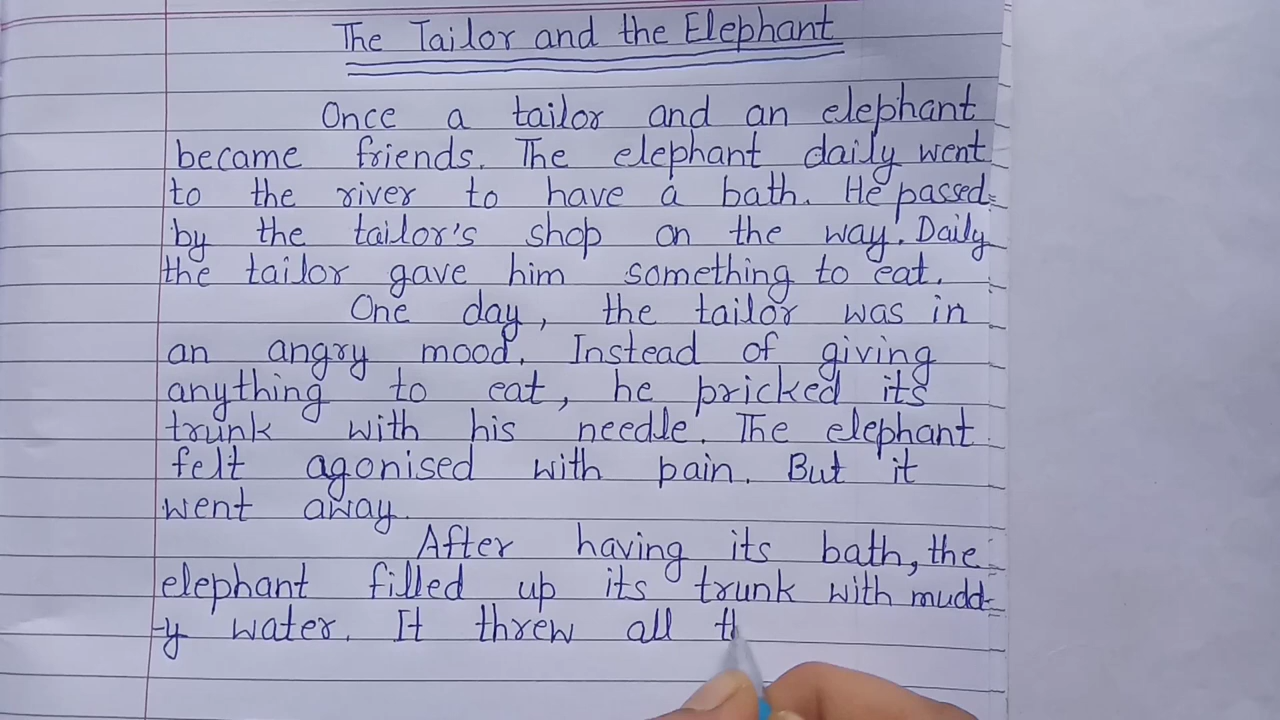 The Tailor and the Elephant
Once a tailor and an elephant
became friends. The elephant daily went
to the river to have a bath. He passed
by the tailor's shop on the way. Daily
the tailor gave him something to eat.
One day, the tailor was in
an angry mood. Instead of giving
anything to eat, he pricked its
trunk with his needle. The elephant
felt agonised with pain. But it
went away.
After having its bath, the
elephant filled up its trunk with mudd-
-y water. It threw all th